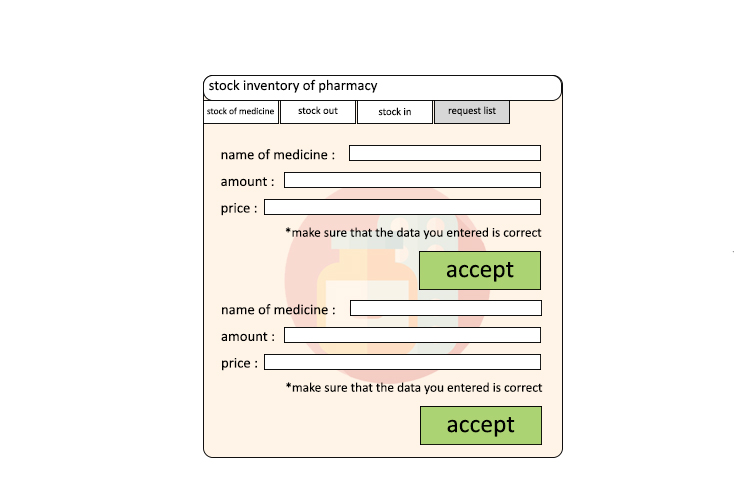 stock inventory of pharmacy
stock of medicine stock out stock in request list
name of medicine :
amount :
price :
*make sure that the data you entered is correct
accept
name of medicine :
amount :
price :
*make sure that the data you entered is correct
accept